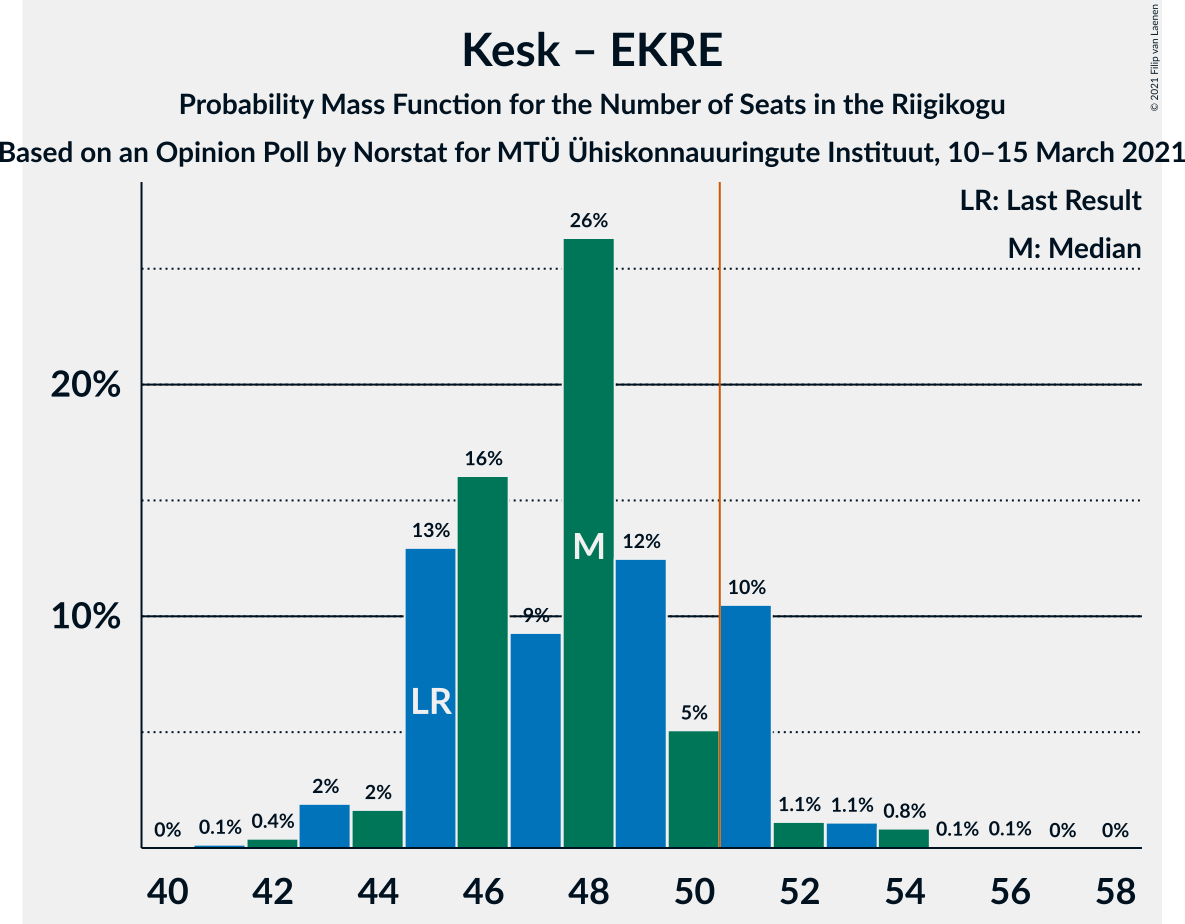 Kesk – EKRE
Probability Mass Function for the Number of Seats in the Riigikogu
Based on an Opinion Poll by Norstat for MTÜ Ühiskonnauuringute Instituut, 10–15 March 2021
© 2021 Filip van Laenen
LR: Last Result
M: Median
26%
20%
16%
13%
M
12%
10%
10%
9%
LR
5%
2%
2%
1.1%
1.1%
0.8%
0%
0.1%
0.4%
0.1%
0.1%
0%
0%
40 42 44 46 48 50 52 54 56 58